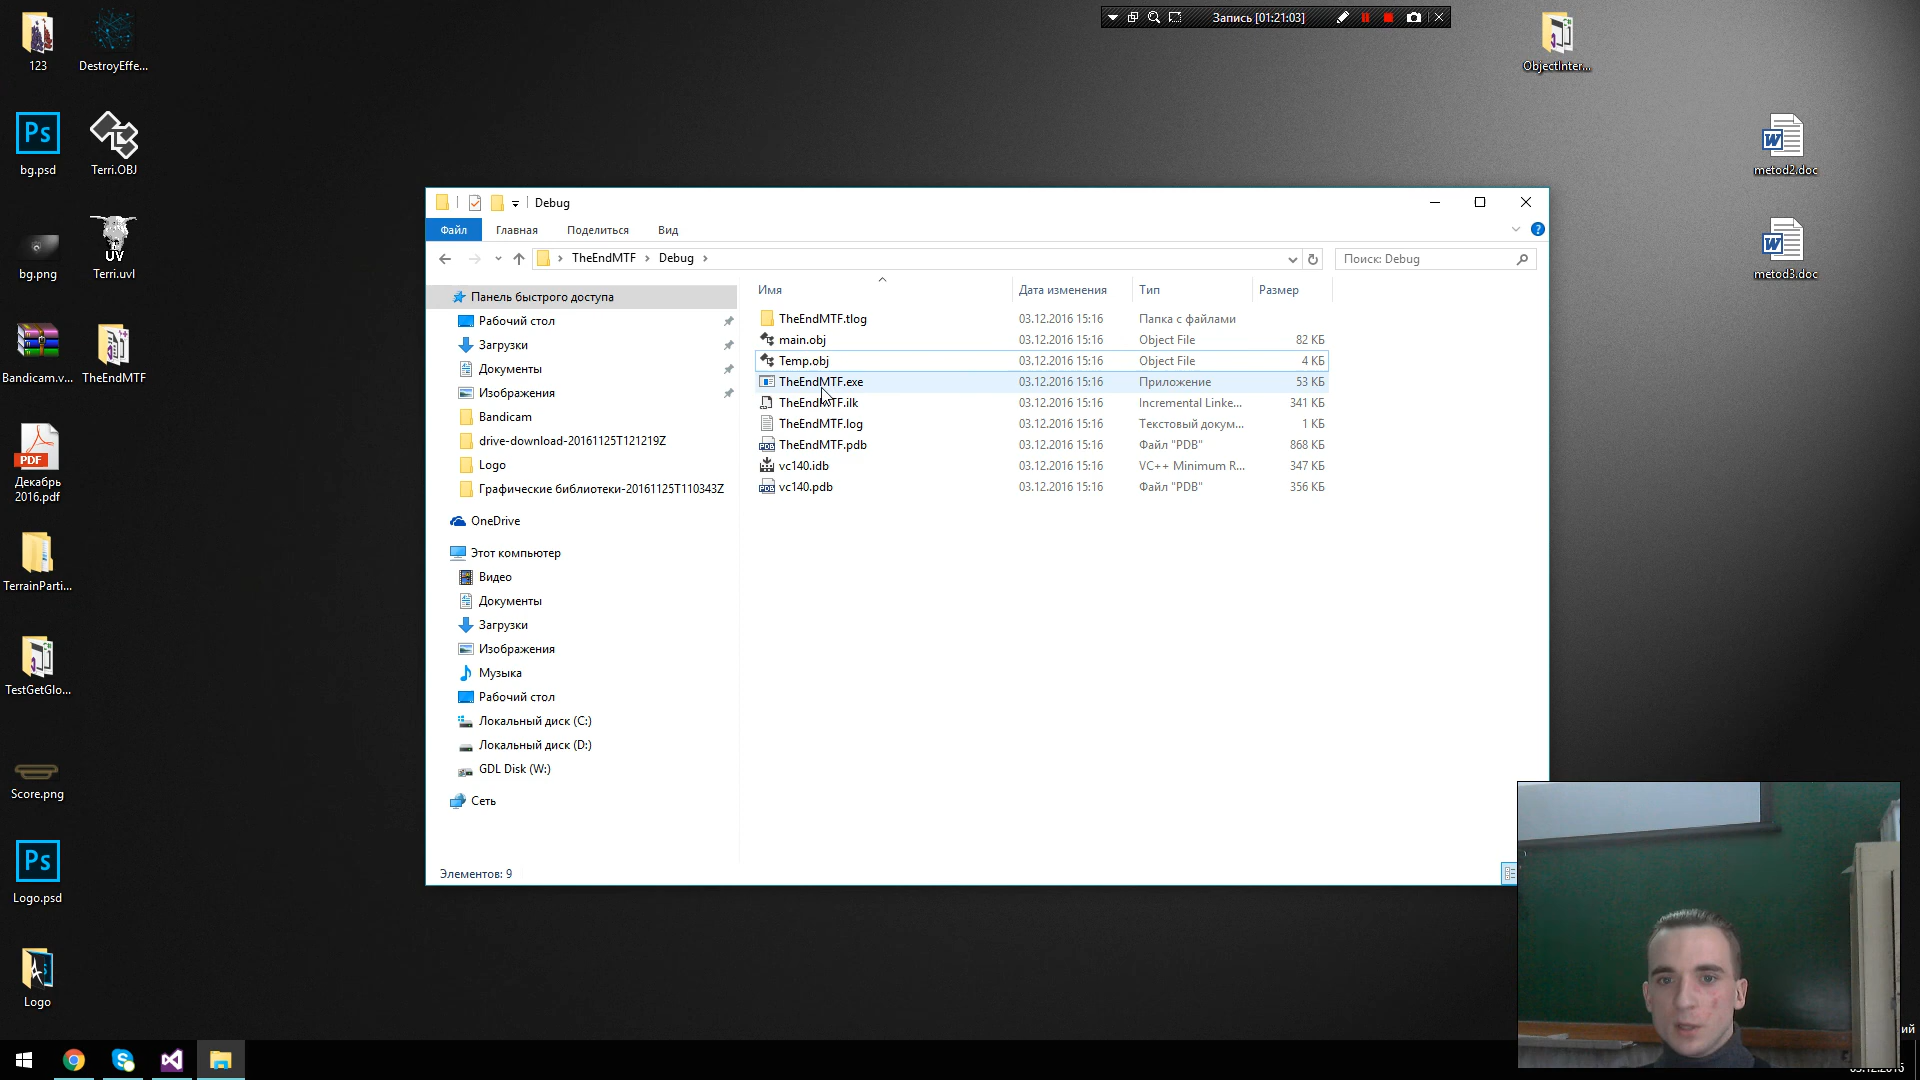 Запись [01:21:03]
123
DestroyEffe...
ObjectInter...
Ps
bg.psd
Terri.OBJ
metod2.doc
bg.png
UV
Terri.uvl
metod3.doc
Bandicam.v...
TheEndMTF
PDF
Декабрь
2016.pdf
TerrainParti...
TestGetGlo...
Score.png
Ps
Logo.psd
Logo
Debug
Файл Главная Поделиться Вид
TheEndMTF Debug
Поиск: Debug
Панель быстрого доступа
Рабочий стол
Загрузки
Документы
Изображения
Bandicam
drive-download-20161125T121219Z
Logo
Графические библиотеки-20161125T110343Z
OneDrive
Этот компьютер
Видео
Документы
Загрузки
Изображения
Музыка
Рабочий стол
Локальный диск (C:)
Локальный диск (D:)
GDL Disk (W:)
Сеть
Имя Дата изменения Тип Размер
TheEndMTF.tlog 03.12.2016 15:16 Папка с файлами
main.obj 03.12.2016 15:16 Object File 82 КБ
Temp.obj 03.12.2016 15:16 Object File 4 КБ
TheEndMTF.exe 03.12.2016 15:16 Приложение 53 КБ
TheEndMTF.ilk 03.12.2016 15:16 Incremental Linke... 341 КБ
TheEndMTF.log 03.12.2016 15:16 Текстовый докум... 1 КБ
TheEndMTF.pdb 03.12.2016 15:16 Файл "PDB" 868 КБ
vc140.idb 03.12.2016 15:16 VC++ Minimum R... 347 КБ
vc140.pdb 03.12.2016 15:16 Файл "PDB" 356 КБ
Элементов: 9
ий